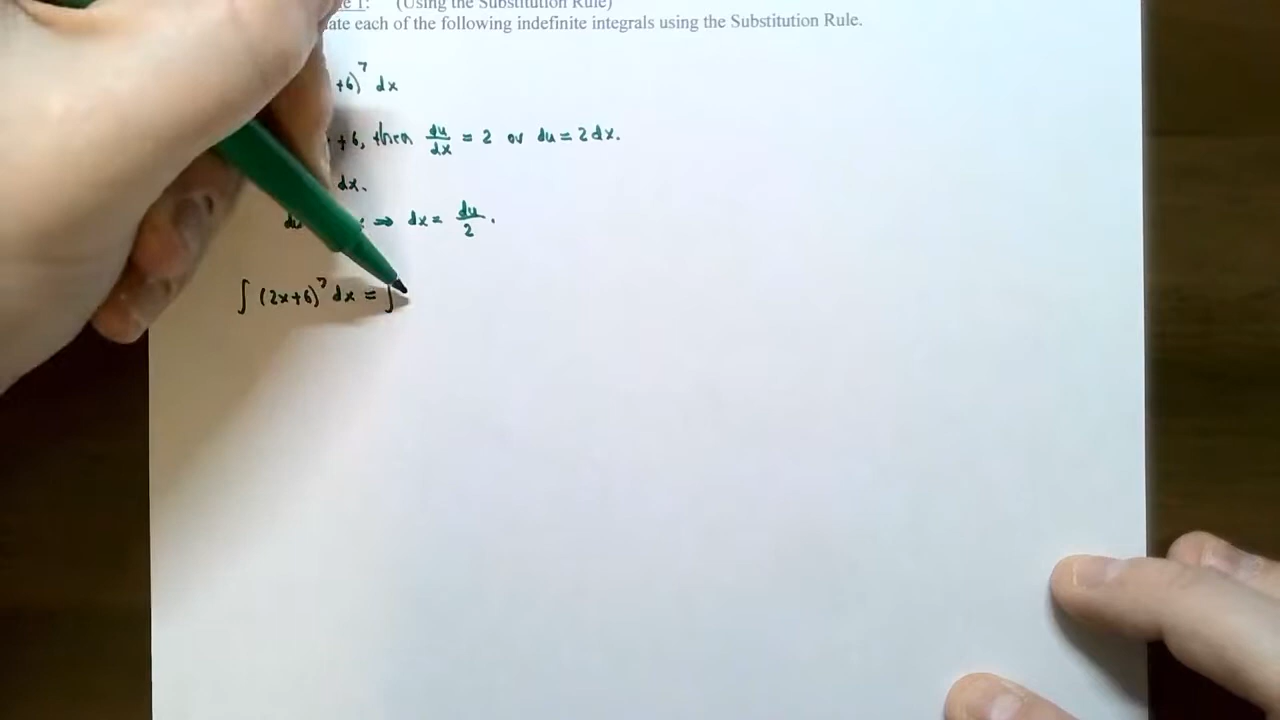 1: (Using the Substitution Rule)
each of the following indefinite integrals using the Substitution Rule.
+6)⁷ dx
+6, then du/dx = 2 or du = 2dx.
dx.
⇒ dx = du/2.
∫ (2x+6)⁷ dx = ∫